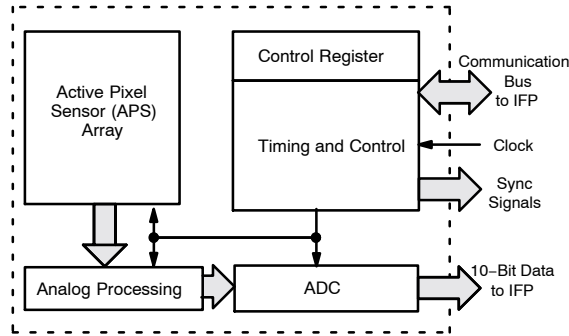 Active Pixel
Sensor (APS)
Array
Control Register
Timing and Control
Communication
Bus
to IFP
Clock
Sync
Signals
Analog Processing
ADC
10−Bit Data
to IFP